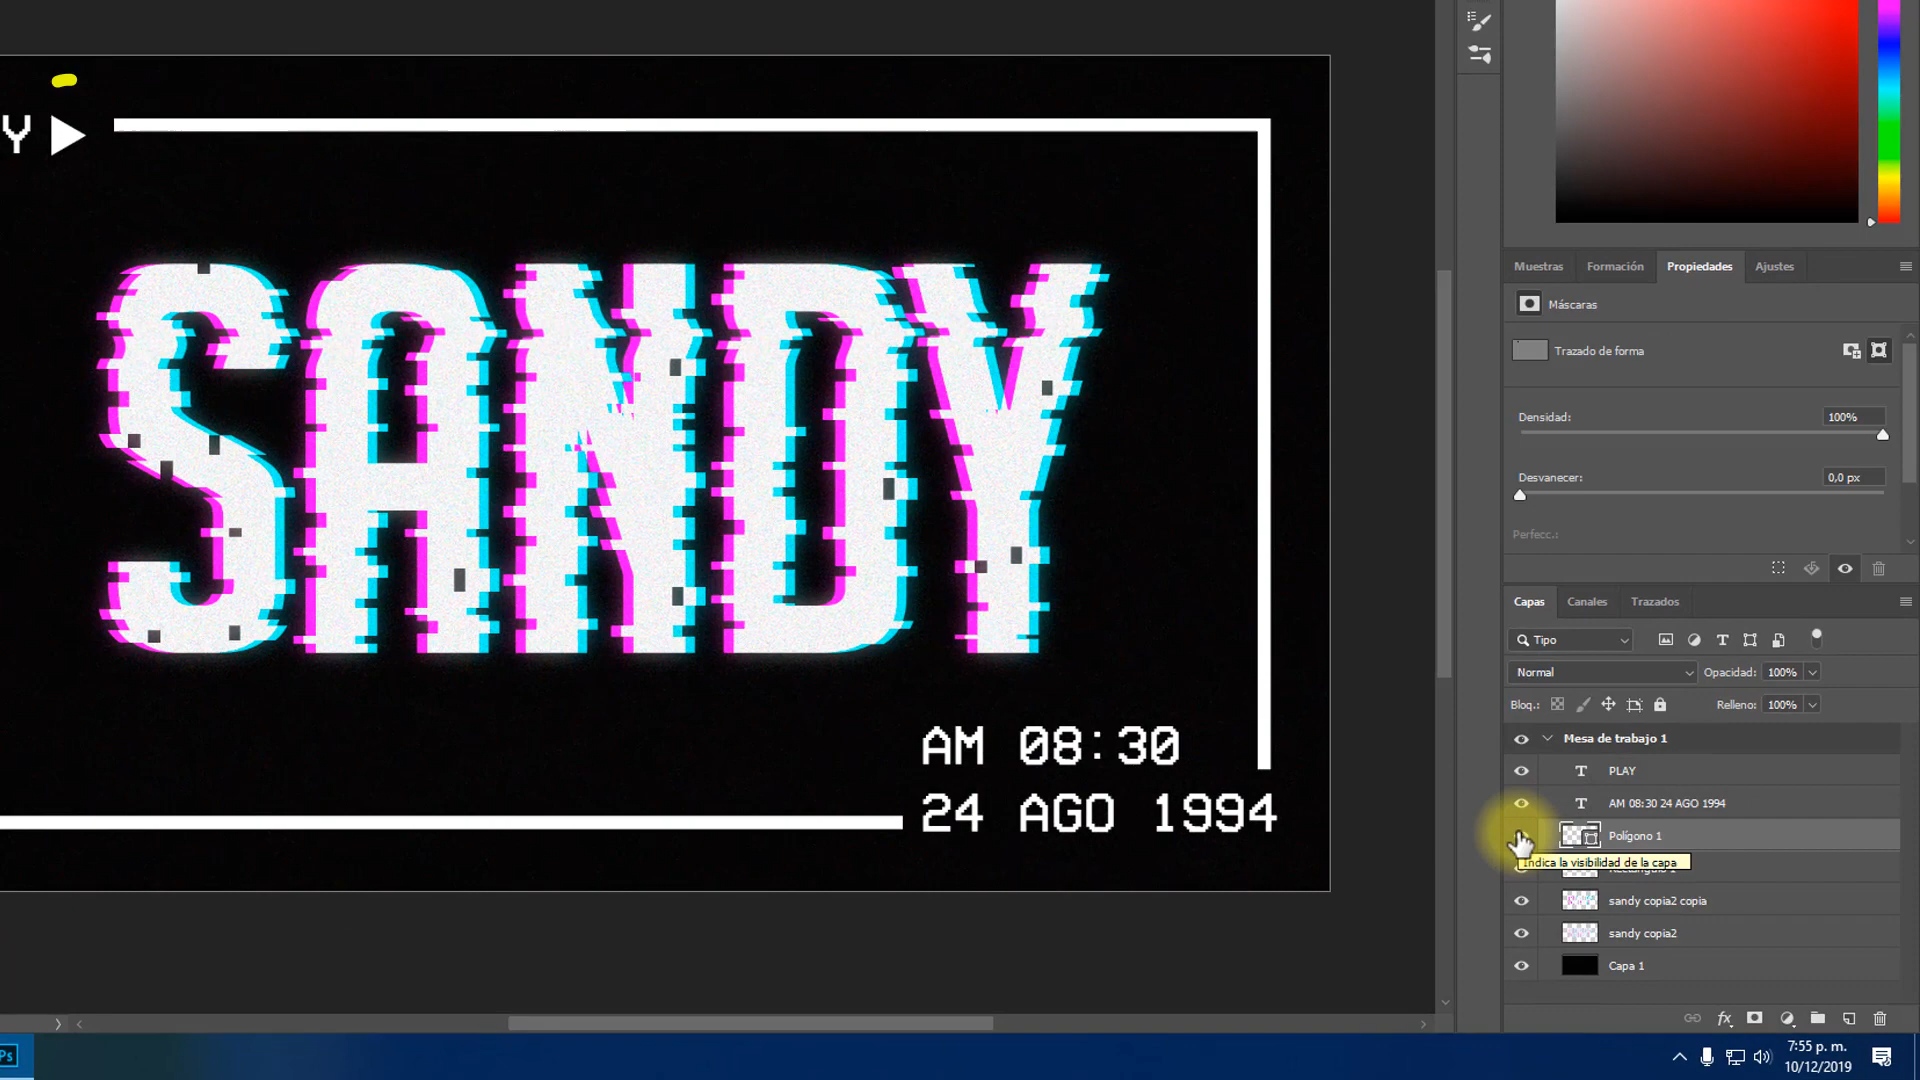 Y
SANDY
AM 08:30
24 AGO 1994
Muestras
Formación
Propiedades
Ajustes
Máscaras
Trazado de forma
Densidad:
100%
Desvanecer:
0,0 px
Perfecc.:
Capas
Canales
Trazados
Tipo
Normal
Opacidad: 100%
Bloq.:
Relleno: 100%
Mesa de trabajo 1
T PLAY
T AM 08:30 24 AGO 1994
Polígono 1
Indica la visibilidad de la capa
Rectángulo 1
sandy copia2 copia
sandy copia2
Capa 1
fx
Ps
7:55 p. m.
10/12/2019